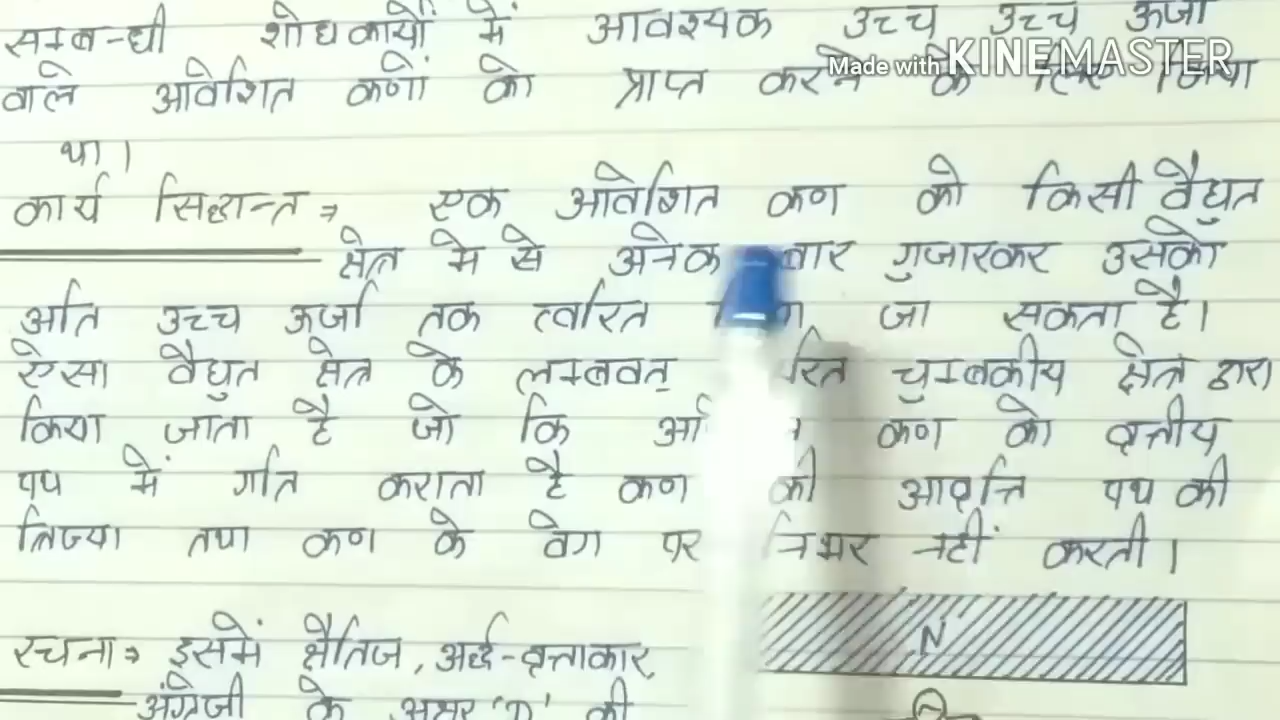 सम्बन्धी शोधकार्यों में आवश्यक उच्च उच्च ऊर्जा
Made with KINEMASTER
वाले आवेशित कणों को प्राप्त करने के लिए किया
था।
कार्य सिद्धान्त ⇒ एक आवेशित कण को किसी वैद्युत
क्षेत्र मे से अनेक बार गुजारकर उसको
अति उच्च ऊर्जा तक त्वरित जा सकता है।
ऐसा वैद्युत क्षेत्र के लम्बवत् चुम्बकीय क्षेत्र द्वारा
किया जाता है जो कि कण को वृत्तीय
पथ में गति कराता है कण की आवृत्ति पथ की
त्रिज्या तथा कण के वेग पर निर्भर नहीं करती।
रचना ⇒ इसमें क्षैतिज, अर्द्ध-वृत्ताकार,
N
अंग्रेजी के अक्षर 'D' की